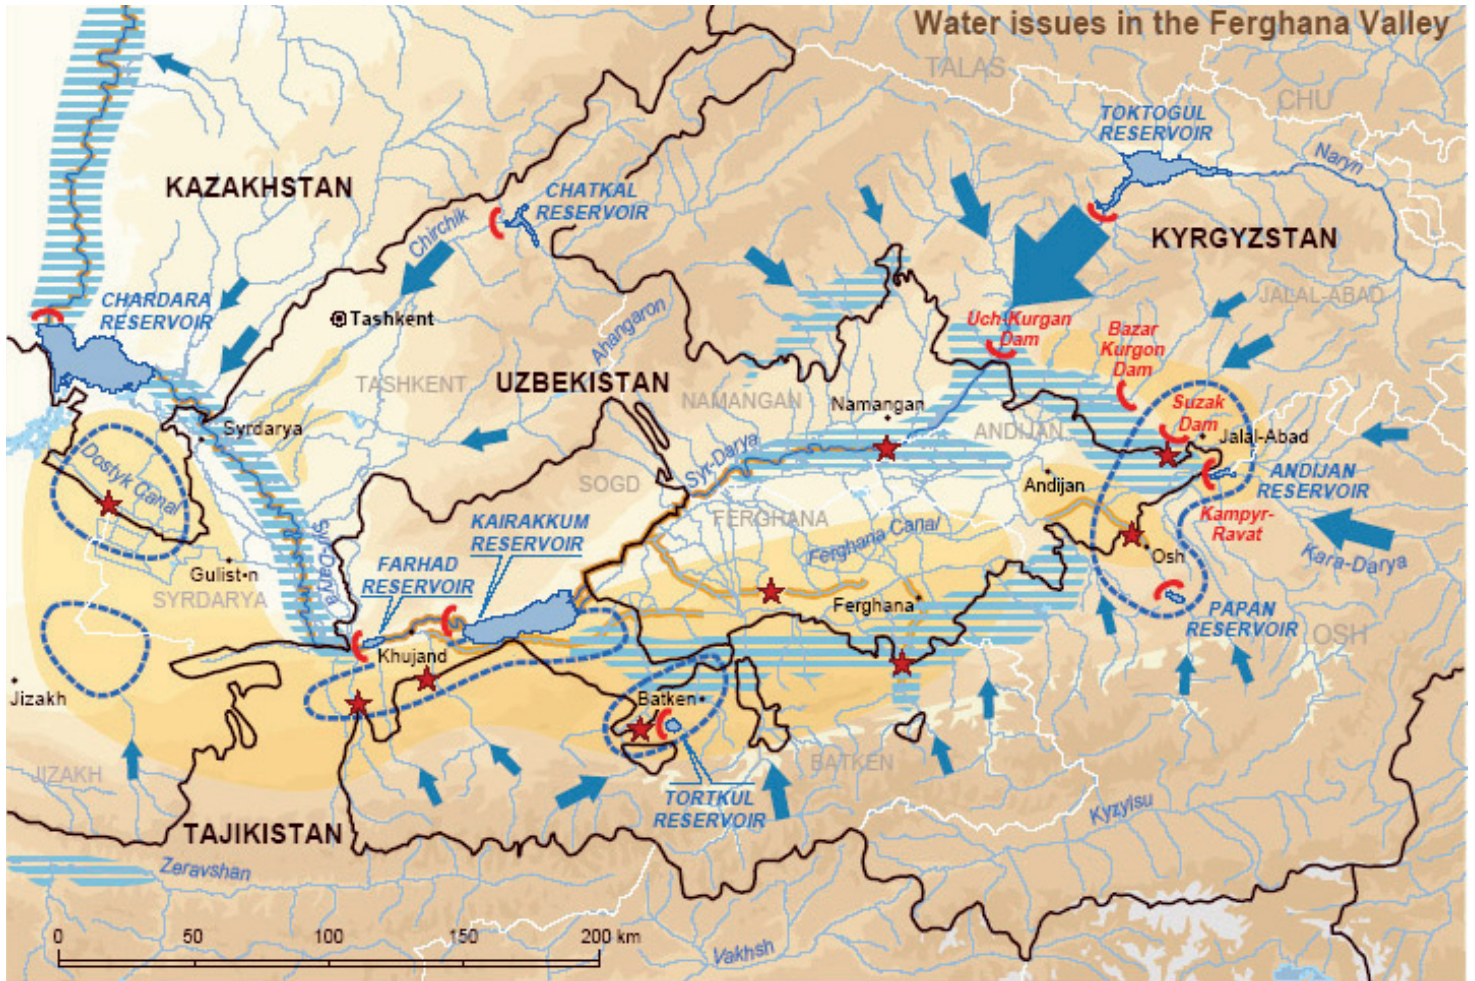 Water issues in the Ferghana Valley
TALAS
CHU
TOKTOGUL
RESERVOIR
Naryn
KAZAKHSTAN
CHATKAL
RESERVOIR
Chirchik
KYRGYZSTAN
CHARDARA
RESERVOIR
JALAL-ABAD
Tashkent
Ahangaron
Uch-Kurgan
Dam
Bazar
Kurgon
Dam
TASHKENT
UZBEKISTAN
NAMANGAN
Namangan
Suzak
Dam
Syrdarya
ANDIJAN
Jalal-Abad
Dostyk Canal
Syr-Darya
SOGD
Andijan
ANDIJAN
RESERVOIR
KAIRAKKUM
RESERVOIR
FERGHANA
Ferghana Canal
Kampyr-
Ravat
Syr-Darya
Osh
Kara-Darya
FARHAD
RESERVOIR
Gulist-n
SYRDARYA
Ferghana
PAPAN
RESERVOIR
OSH
Khujand
Jizakh
Batken
JIZAKH
BATKEN
TORTKUL
RESERVOIR
Kyzylsu
TAJIKISTAN
Zeravshan
Vakhsh
0 50 100 150 200 km